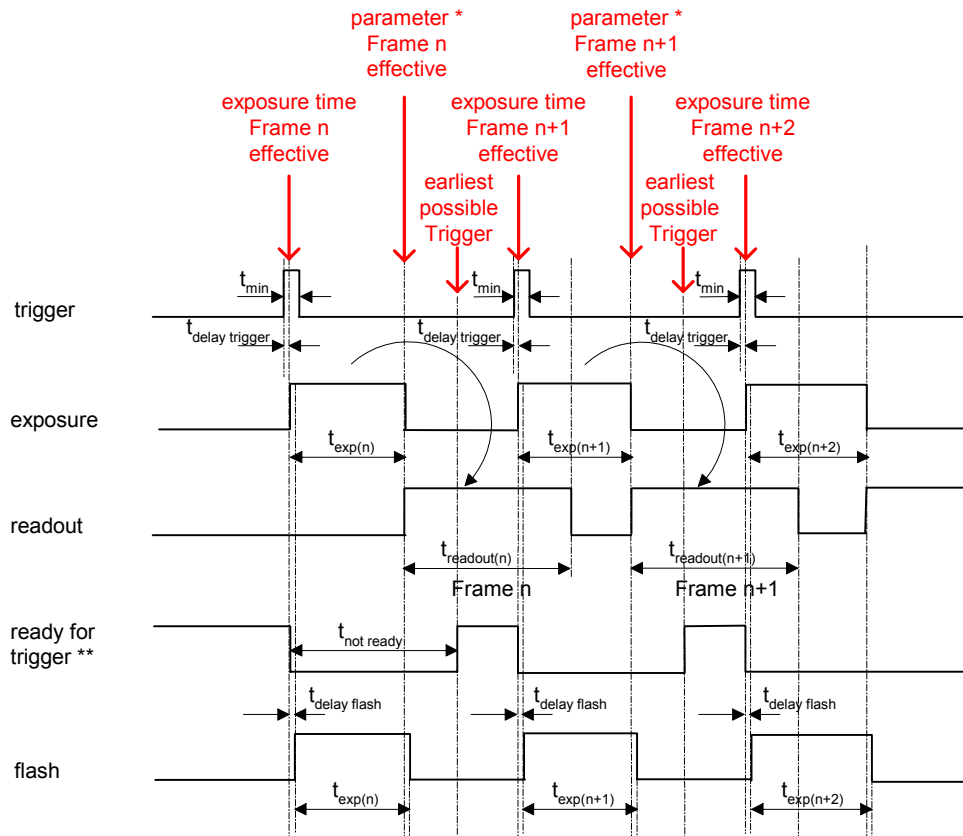 parameter *
Frame n
effective
parameter *
Frame n+1
effective
exposure time
Frame n
effective
exposure time
Frame n+1
effective
exposure time
Frame n+2
effective
earliest
possible
Trigger
earliest
possible
Trigger
trigger
tmin
tmin
tmin
tdelay trigger
tdelay trigger
tdelay trigger
exposure
texp(n)
texp(n+1)
texp(n+2)
readout
treadout(n)
treadout(n+1)
Frame n
Frame n+1
ready for
trigger **
tnot ready
tdelay flash
tdelay flash
tdelay flash
flash
texp(n)
texp(n+1)
texp(n+2)